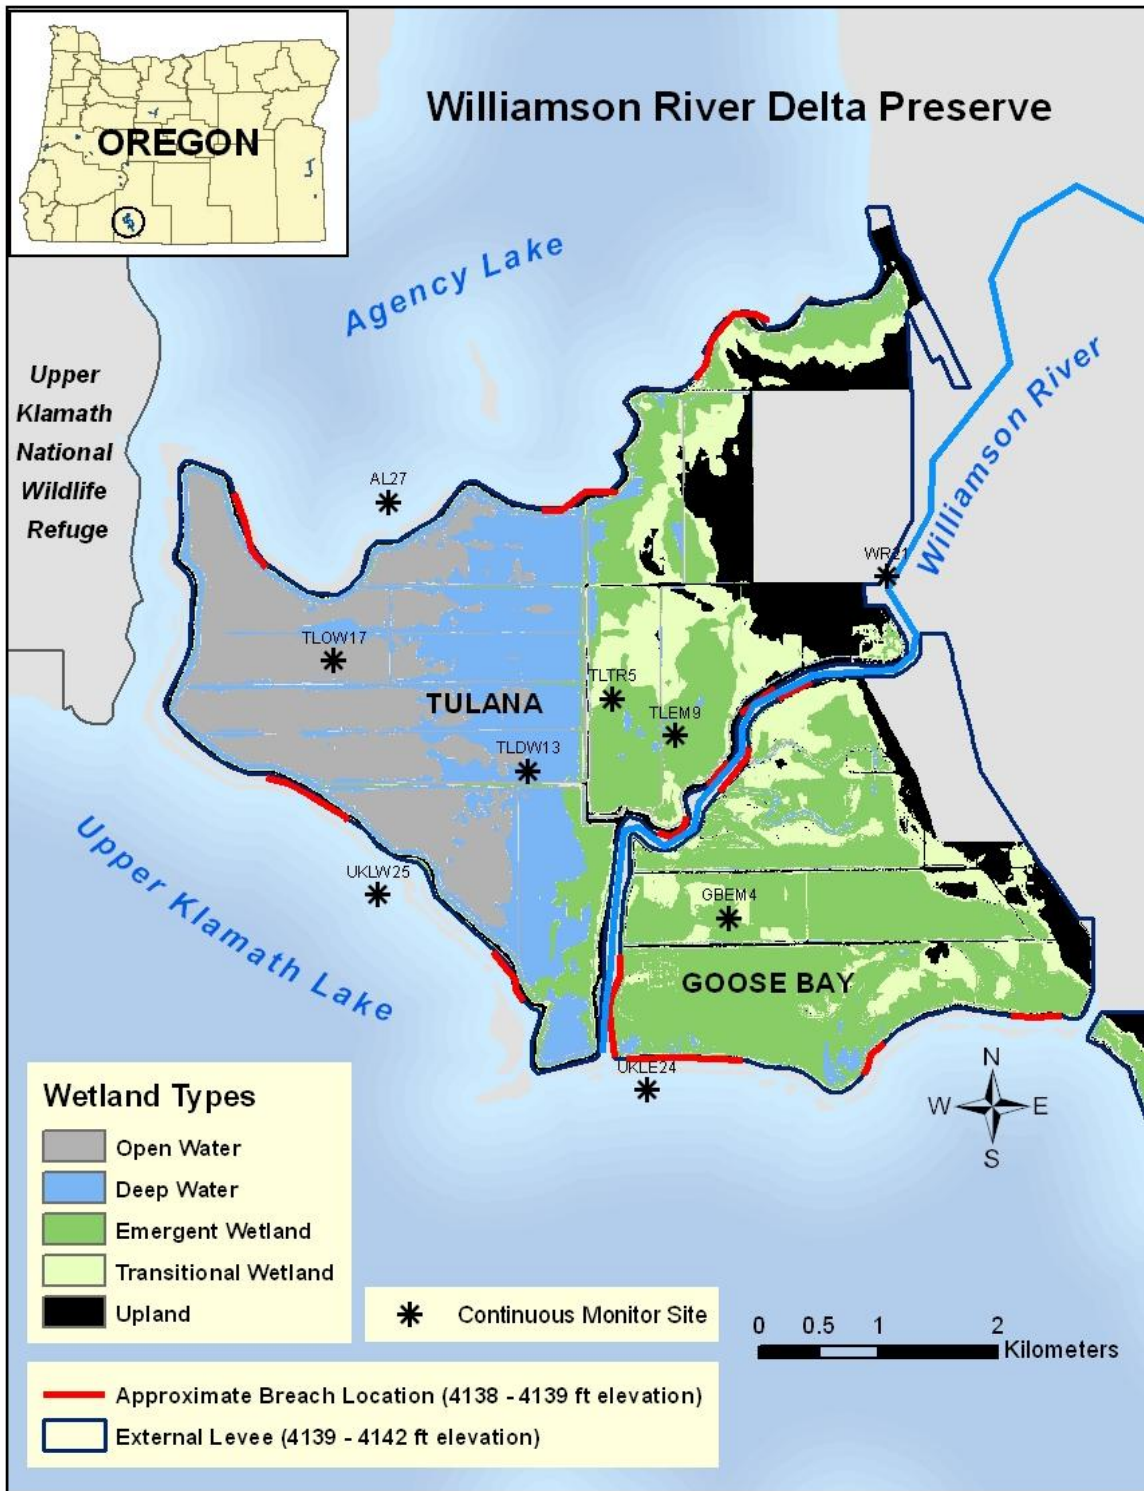 OREGON
Williamson River Delta Preserve
Agency Lake
Upper
Klamath
National
Wildlife
Refuge
Williamson River
AL27
WR21
TLOW17
TLTR5
TULANA
TLEM9
TLDW13
Upper Klamath Lake
UKLW25
GBEM4
GOOSE BAY
UKLE24
N
W E
S
Wetland Types
Open Water
Deep Water
Emergent Wetland
Transitional Wetland
Upland
Continuous Monitor Site
0 0.5 1 2
Kilometers
Approximate Breach Location (4138 - 4139 ft elevation)
External Levee (4139 - 4142 ft elevation)